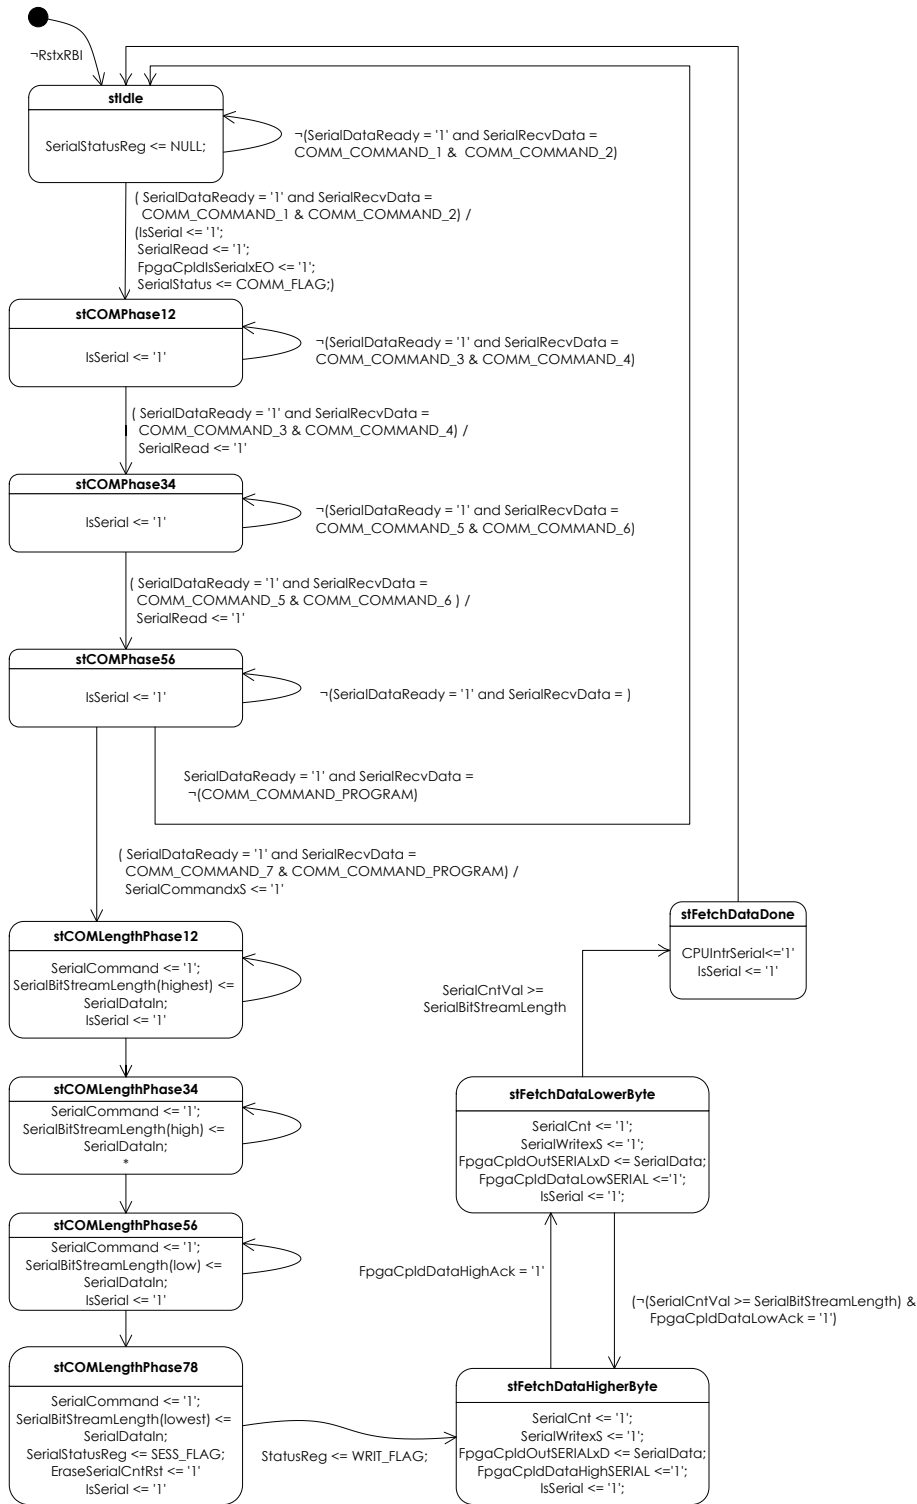 ¬RstxRBI
stIdle
SerialStatusReg <= NULL;
¬(SerialDataReady = '1' and SerialRecvData =
COMM_COMMAND_1 & COMM_COMMAND_2)
( SerialDataReady = '1' and SerialRecvData =
COMM_COMMAND_1 & COMM_COMMAND_2) /
(IsSerial <= '1';
SerialRead <= '1';
FpgaCpldIsSerialxEO <= '1';
SerialStatus <= COMM_FLAG;)
stCOMPhase12
IsSerial <= '1'
¬(SerialDataReady = '1' and SerialRecvData =
COMM_COMMAND_3 & COMM_COMMAND_4)
( SerialDataReady = '1' and SerialRecvData =
COMM_COMMAND_3 & COMM_COMMAND_4) /
SerialRead <= '1'
stCOMPhase34
IsSerial <= '1'
¬(SerialDataReady = '1' and SerialRecvData =
COMM_COMMAND_5 & COMM_COMMAND_6)
( SerialDataReady = '1' and SerialRecvData =
COMM_COMMAND_5 & COMM_COMMAND_6 ) /
SerialRead <= '1'
stCOMPhase56
IsSerial <= '1'
¬(SerialDataReady = '1' and SerialRecvData = )
SerialDataReady = '1' and SerialRecvData =
¬(COMM_COMMAND_PROGRAM)
( SerialDataReady = '1' and SerialRecvData =
COMM_COMMAND_7 & COMM_COMMAND_PROGRAM) /
SerialCommandxS <= '1'
stCOMLengthPhase12
SerialCommand <= '1';
SerialBitStreamLength(highest) <=
SerialDataIn;
IsSerial <= '1'
stCOMLengthPhase34
SerialCommand <= '1';
SerialBitStreamLength(high) <=
SerialDataIn;
*
stCOMLengthPhase56
SerialCommand <= '1';
SerialBitStreamLength(low) <=
SerialDataIn;
IsSerial <= '1'
stCOMLengthPhase78
SerialCommand <= '1';
SerialBitStreamLength(lowest) <=
SerialDataIn;
SerialStatusReg <= SESS_FLAG;
EraseSerialCntRst <= '1'
IsSerial <= '1'
StatusReg <= WRIT_FLAG;
stFetchDataHigherByte
SerialCnt <= '1';
SerialWritexS <= '1';
FpgaCpldOutSERIALxD <= SerialData;
FpgaCpldDataHighSERIAL <='1';
IsSerial <= '1';
FpgaCpldDataHighAck = '1'
(¬(SerialCntVal >= SerialBitStreamLength) &
FpgaCpldDataLowAck = '1')
stFetchDataLowerByte
SerialCnt <= '1';
SerialWritexS <= '1';
FpgaCpldOutSERIALxD <= SerialData;
FpgaCpldDataLowSERIAL <='1';
IsSerial <= '1';
SerialCntVal >=
SerialBitStreamLength
stFetchDataDone
CPUIntrSerial<='1'
IsSerial <= '1'